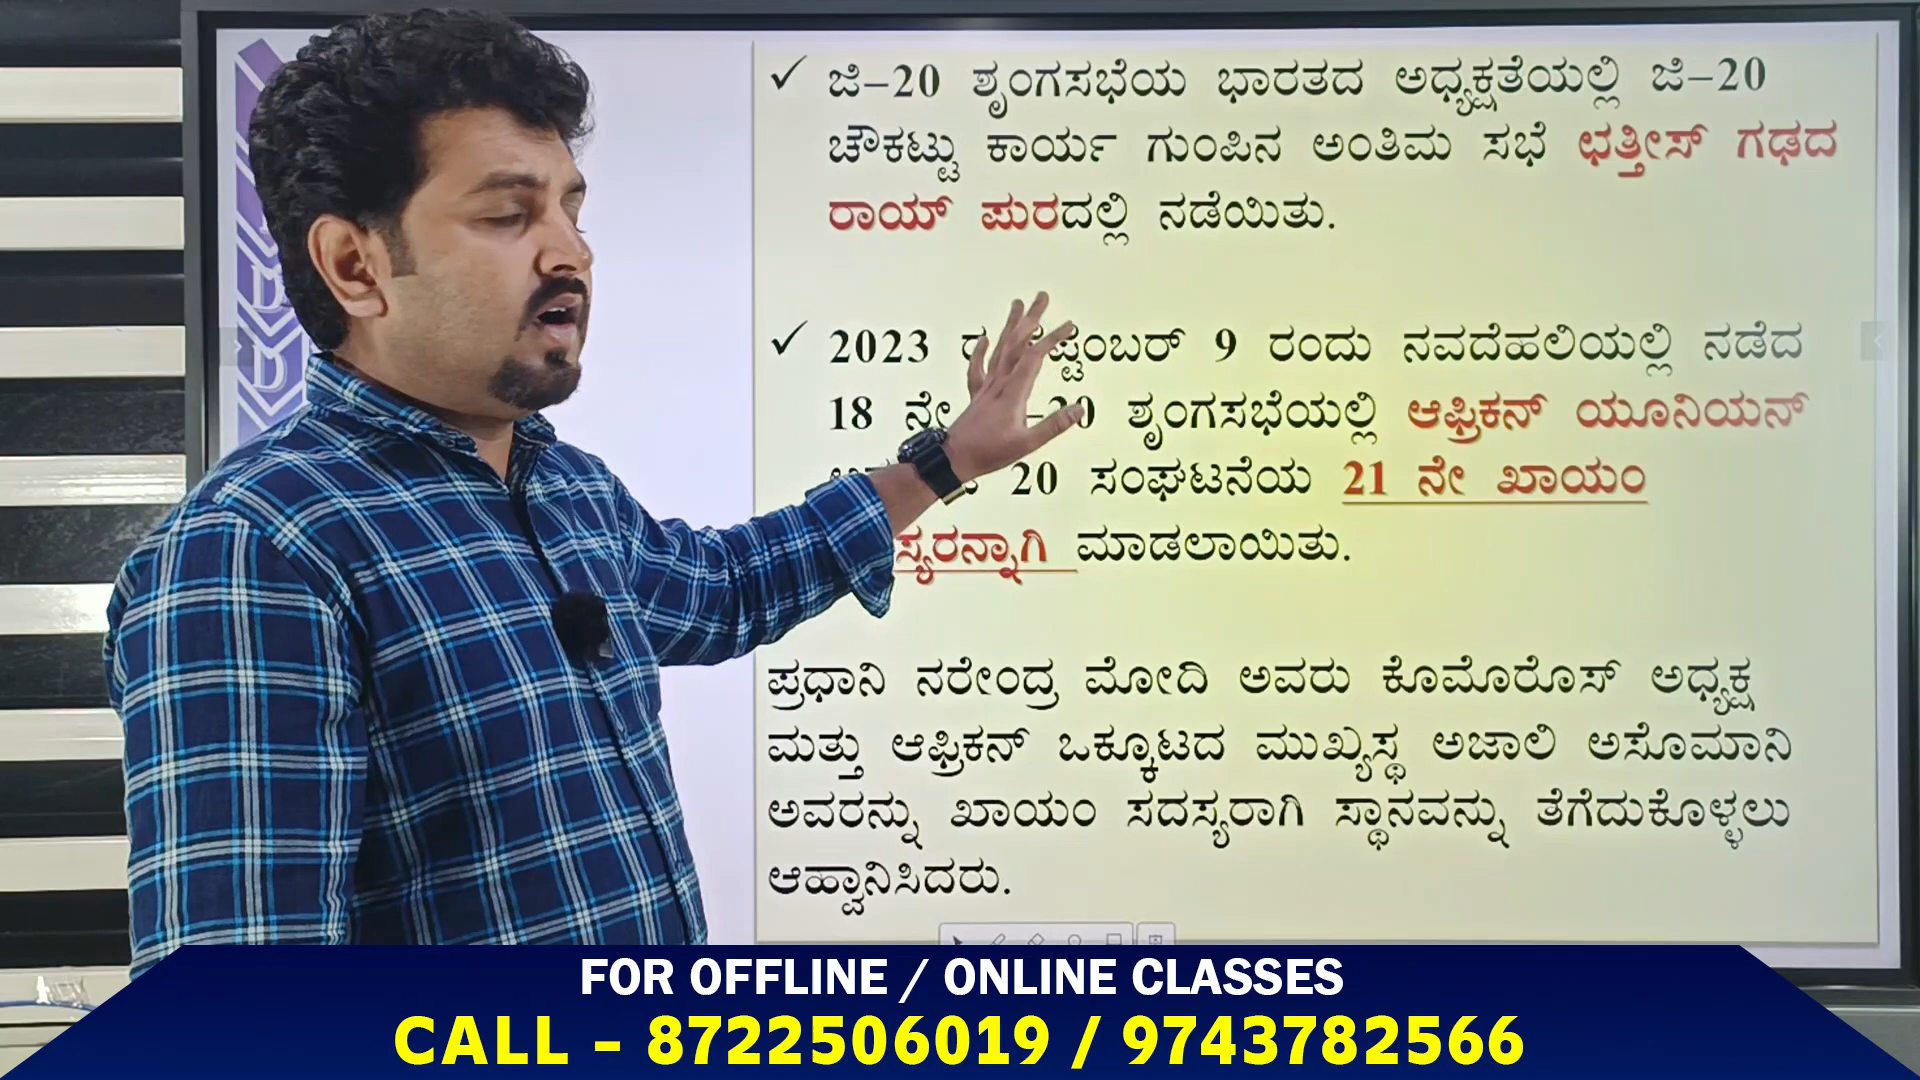 ಜಿ-20 ಶೃಂಗಸಭೆಯ ಭಾರತದ ಅಧ್ಯಕ್ಷತೆಯಲ್ಲಿ ಜಿ-20
ಚೌಕಟ್ಟು ಕಾರ್ಯ ಗುಂಪಿನ ಅಂತಿಮ ಸಭೆ ಛತ್ತೀಸ್ ಗಢದ
ರಾಯ್ ಪುರದಲ್ಲಿ ನಡೆಯಿತು.
2023 9 ರಂದು ನವದೆಹಲಿಯಲ್ಲಿ ನಡೆದ
18 ನೇ ಶೃಂಗಸಭೆಯಲ್ಲಿ ಆಫ್ರಿಕನ್ ಯೂನಿಯನ್
20 ಸಂಘಟನೆಯ 21 ನೇ ಖಾಯಂ
ಮಾಡಲಾಯಿತು.
ಪ್ರಧಾನಿ ನರೇಂದ್ರ ಮೋದಿ ಅವರು ಕೊಮೊರೊಸ್ ಅಧ್ಯಕ್ಷ
ಮತ್ತು ಆಫ್ರಿಕನ್ ಒಕ್ಕೂಟದ ಮುಖ್ಯಸ್ಥ ಅಜಾಲಿ ಅಸೊಮಾನಿ
ಅವರನ್ನು ಖಾಯಂ ಸದಸ್ಯರಾಗಿ ಸ್ಥಾನವನ್ನು ತೆಗೆದುಕೊಳ್ಳಲು
ಆಹ್ವಾನಿಸಿದರು.
FOR OFFLINE / ONLINE CLASSES
CALL - 8722506019 / 9743782566